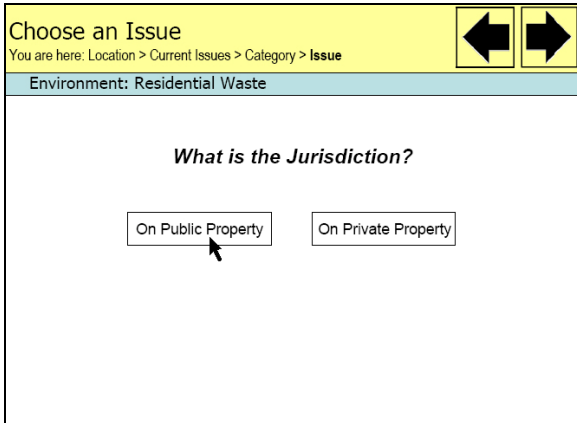 Choose an Issue
You are here: Location > Current Issues > Category > Issue
Environment: Residential Waste
What is the Jurisdiction?
On Public Property
On Private Property